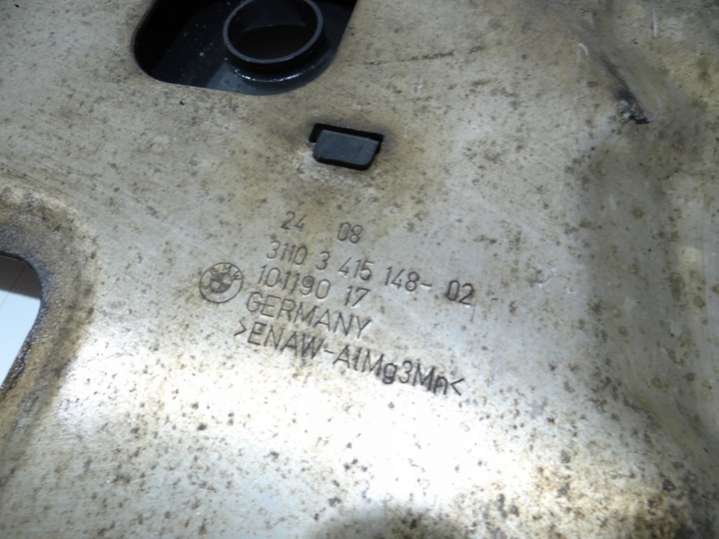 24 08
3110 3 415 148- 02
101190 17
GERMANY
>ENAW-AlMg3Mn<